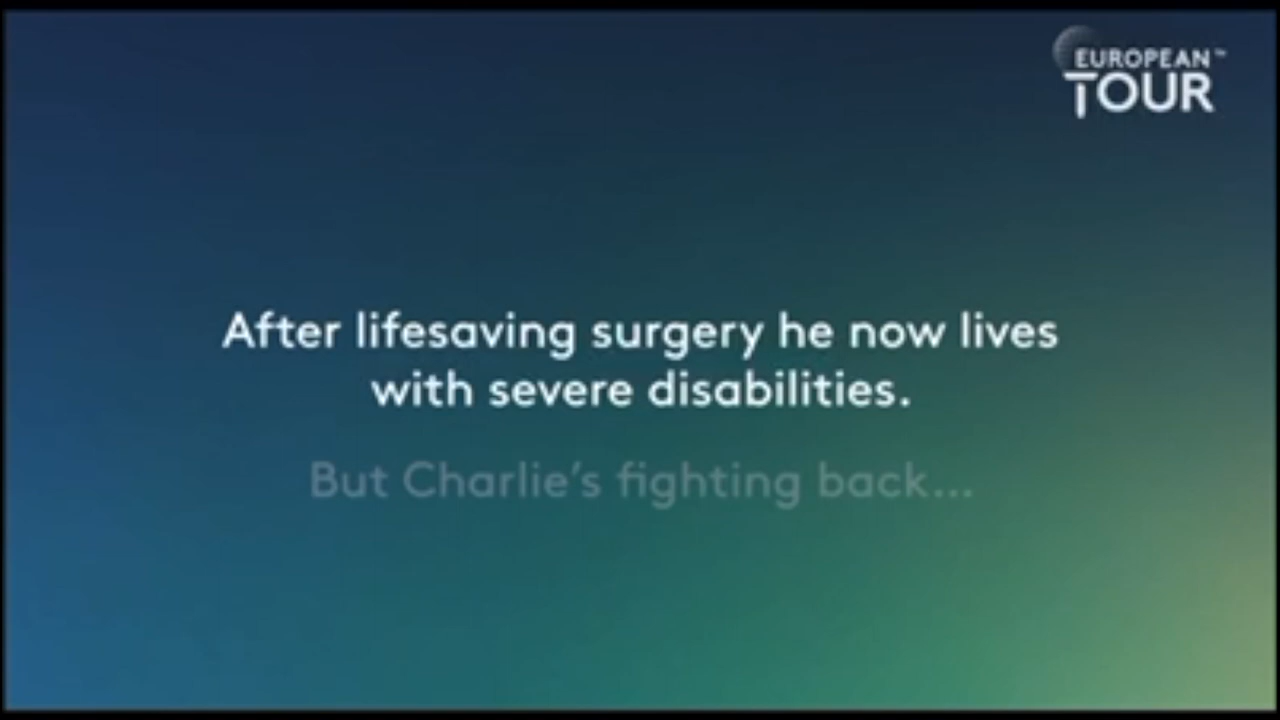 EUROPEAN™
TOUR
After lifesaving surgery he now lives
with severe disabilities.
But Charlie's fighting back...